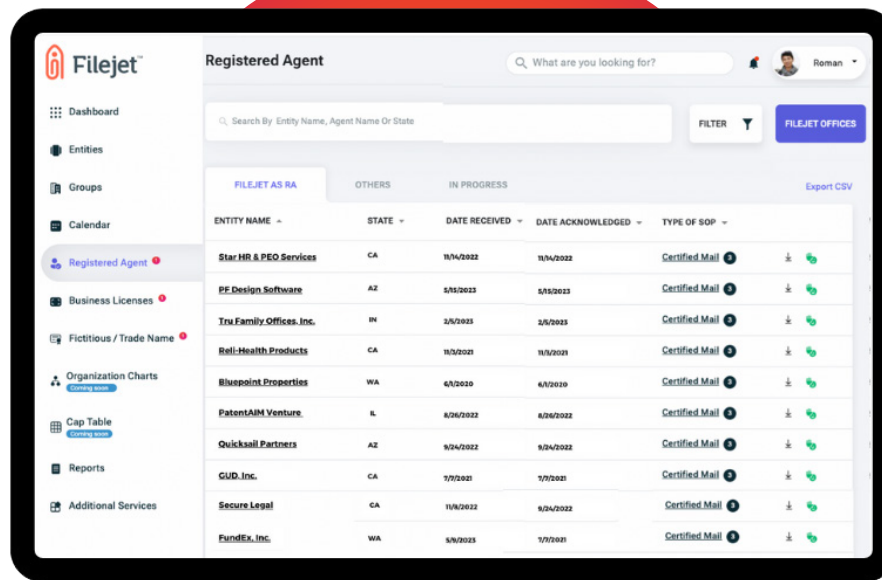 Filejet™
Registered Agent
What are you looking for?
Roman
Dashboard
Entities
Groups
Calendar
Registered Agent
Business Licenses
Fictitious / Trade Name
Organization Charts
Coming soon
Cap Table
Coming soon
Reports
Additional Services
Search By Entity Name, Agent Name Or State
FILTER
FILEJET OFFICES
FILEJET AS RA OTHERS IN PROGRESS Export CSV
ENTITY NAME STATE DATE RECEIVED DATE ACKNOWLEDGED TYPE OF SOP
Star HR & PEO Services CA 11/14/2022 11/14/2022 Certified Mail 3
PF Design Software AZ 5/15/2023 5/15/2023 Certified Mail 3
Tru Family Offices, Inc. IN 2/5/2023 2/5/2023 Certified Mail 3
Reli-Health Products CA 11/3/2021 11/3/2021 Certified Mail 3
Bluepoint Properties WA 6/1/2020 6/1/2020 Certified Mail 3
PatentAIM Venture IL 8/26/2022 8/26/2022 Certified Mail 3
Quicksail Partners AZ 9/24/2022 9/24/2022 Certified Mail 3
GUD, Inc. CA 7/7/2021 7/7/2021 Certified Mail 3
Secure Legal CA 11/8/2022 9/24/2022 Certified Mail 3
FundEx, Inc. WA 5/9/2023 7/7/2021 Certified Mail 3